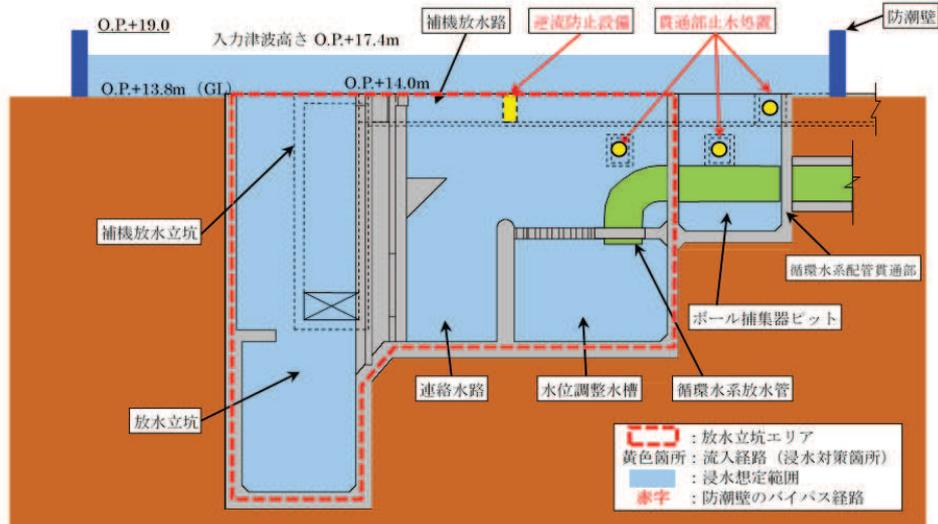 O.P.+19.0
補機放水路
逆流防止設備
貫通部止水処置
防潮壁
入力津波高さ O.P.+17.4m
O.P.+13.8m (GL)
O.P.+14.0m
補機放水立坑
循環水系配管貫通部
ボール捕集器ピット
放水立坑
連絡水路
水位調整水槽
循環水系放水管
：放水立坑エリア
黄色箇所：流入経路（浸水対策箇所）
：浸水想定範囲
赤字：防潮壁のバイパス経路